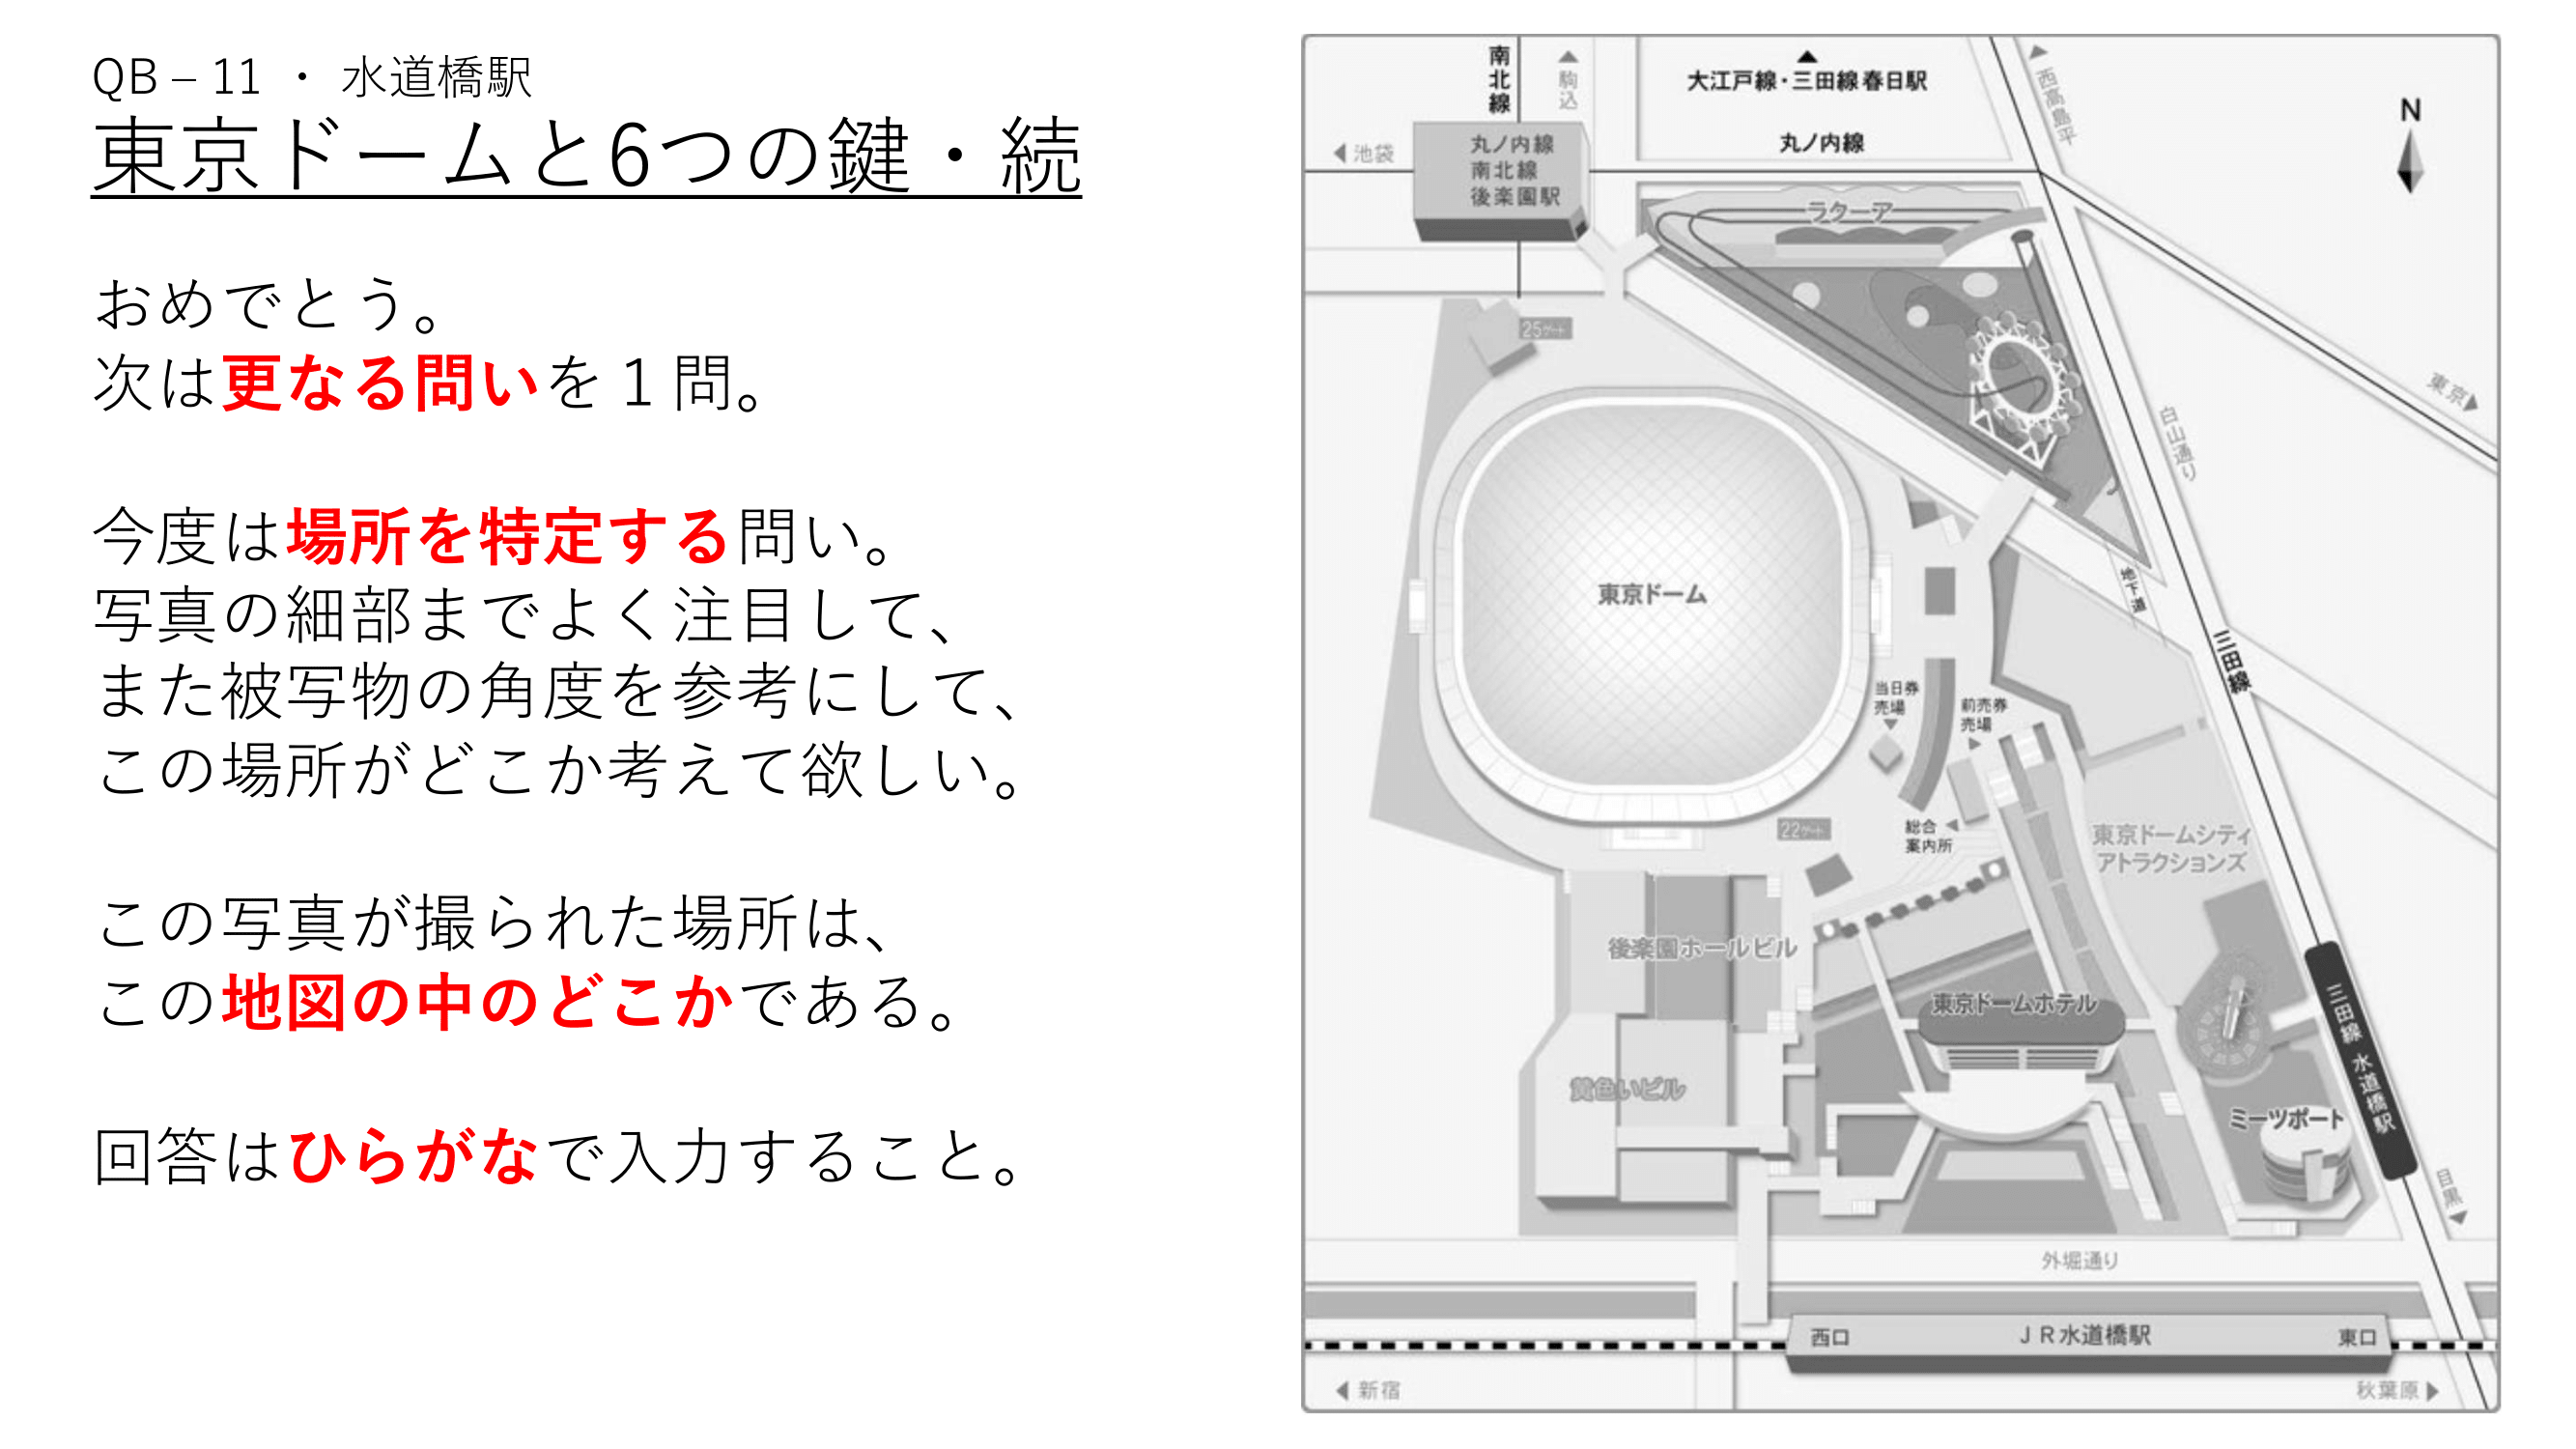 QB – 11 ・ 水道橋駅
東京ドームと6つの鍵・続
おめでとう。
次は更なる問いを1問。
今度は場所を特定する問い。
写真の細部までよく注目して、
また被写物の角度を参考にして、
この場所がどこか考えて欲しい。
この写真が撮られた場所は、
この地図の中のどこかである。
回答はひらがなで入力すること。
南北線
▲駒込
▲
大江戸線・三田線 春日駅
▲西高島平
N
◀池袋
丸ノ内線
南北線
後楽園駅
丸ノ内線
ラクーア
25ゲート
東京▶
白山通り
東京ドーム
地下道
三田線
当日券
売場
▼
前売券
売場
▶
22ゲート
総合◀
案内所
東京ドームシティ
アトラクションズ
後楽園ホールビル
東京ドームホテル
三田線 水道橋駅
黄色いビル
ミーツポート
目黒▼
外堀通り
西口
JR水道橋駅
東口
◀新宿
秋葉原▶